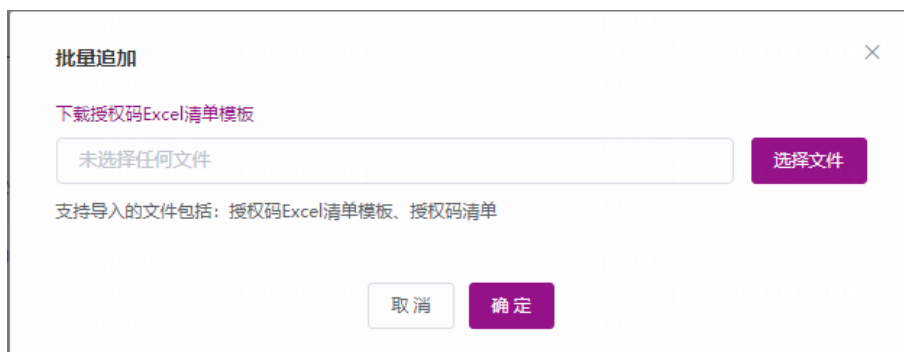 批量追加
下载授权码Excel清单模板
未选择任何文件
选择文件
支持导入的文件包括：授权码Excel清单模板、授权码清单
取消
确定